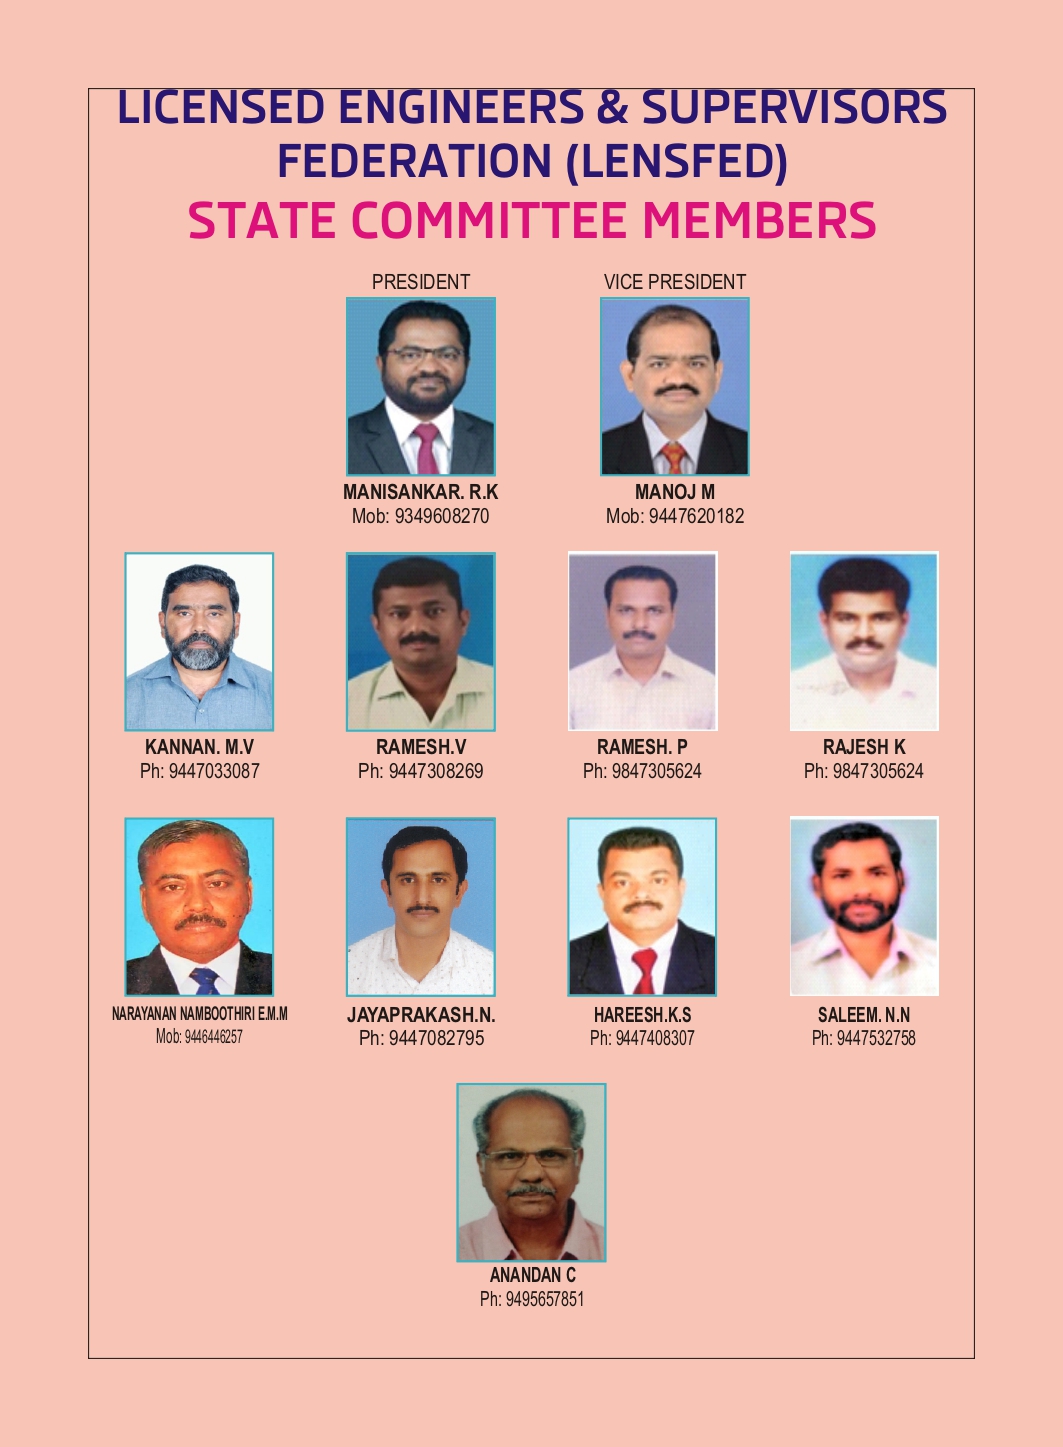 LICENSED ENGINEERS & SUPERVISORS
FEDERATION (LENSFED)
STATE COMMITTEE MEMBERS
PRESIDENT
MANISANKAR. R.K
Mob: 9349608270
VICE PRESIDENT
MANOJ M
Mob: 9447620182
KANNAN. M.V
Ph: 9447033087
RAMESH.V
Ph: 9447308269
RAMESH. P
Ph: 9847305624
RAJESH K
Ph: 9847305624
NARAYANAN NAMBOOTHIRI E.M.M
Mob: 9446446257
JAYAPRAKASH.N.
Ph: 9447082795
HAREESH.K.S
Ph: 9447408307
SALEEM. N.N
Ph: 9447532758
ANANDAN C
Ph: 9495657851